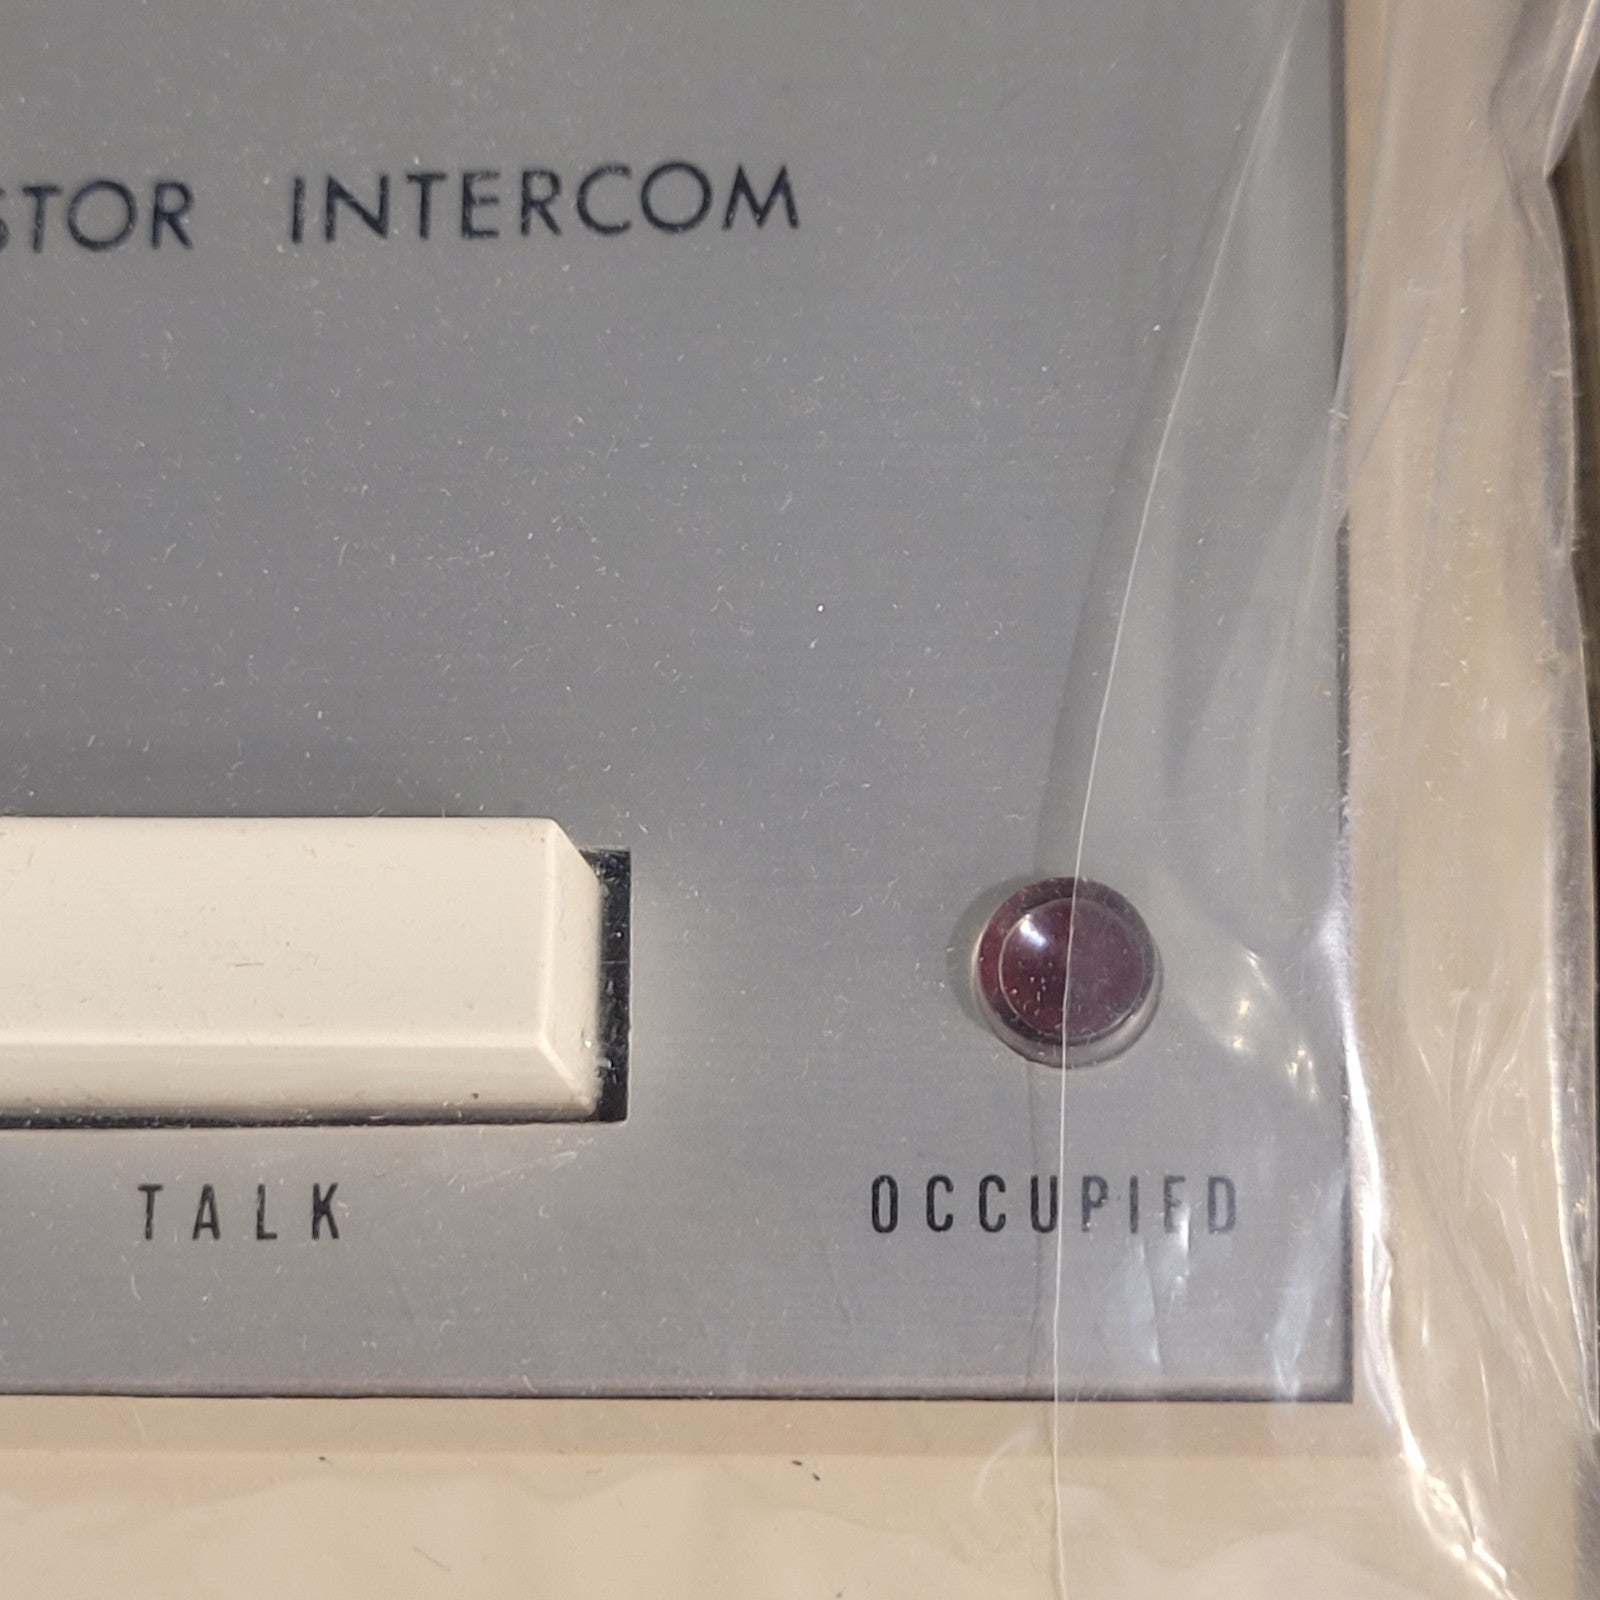 STOR INTERCOM
TALK
OCCUPIED